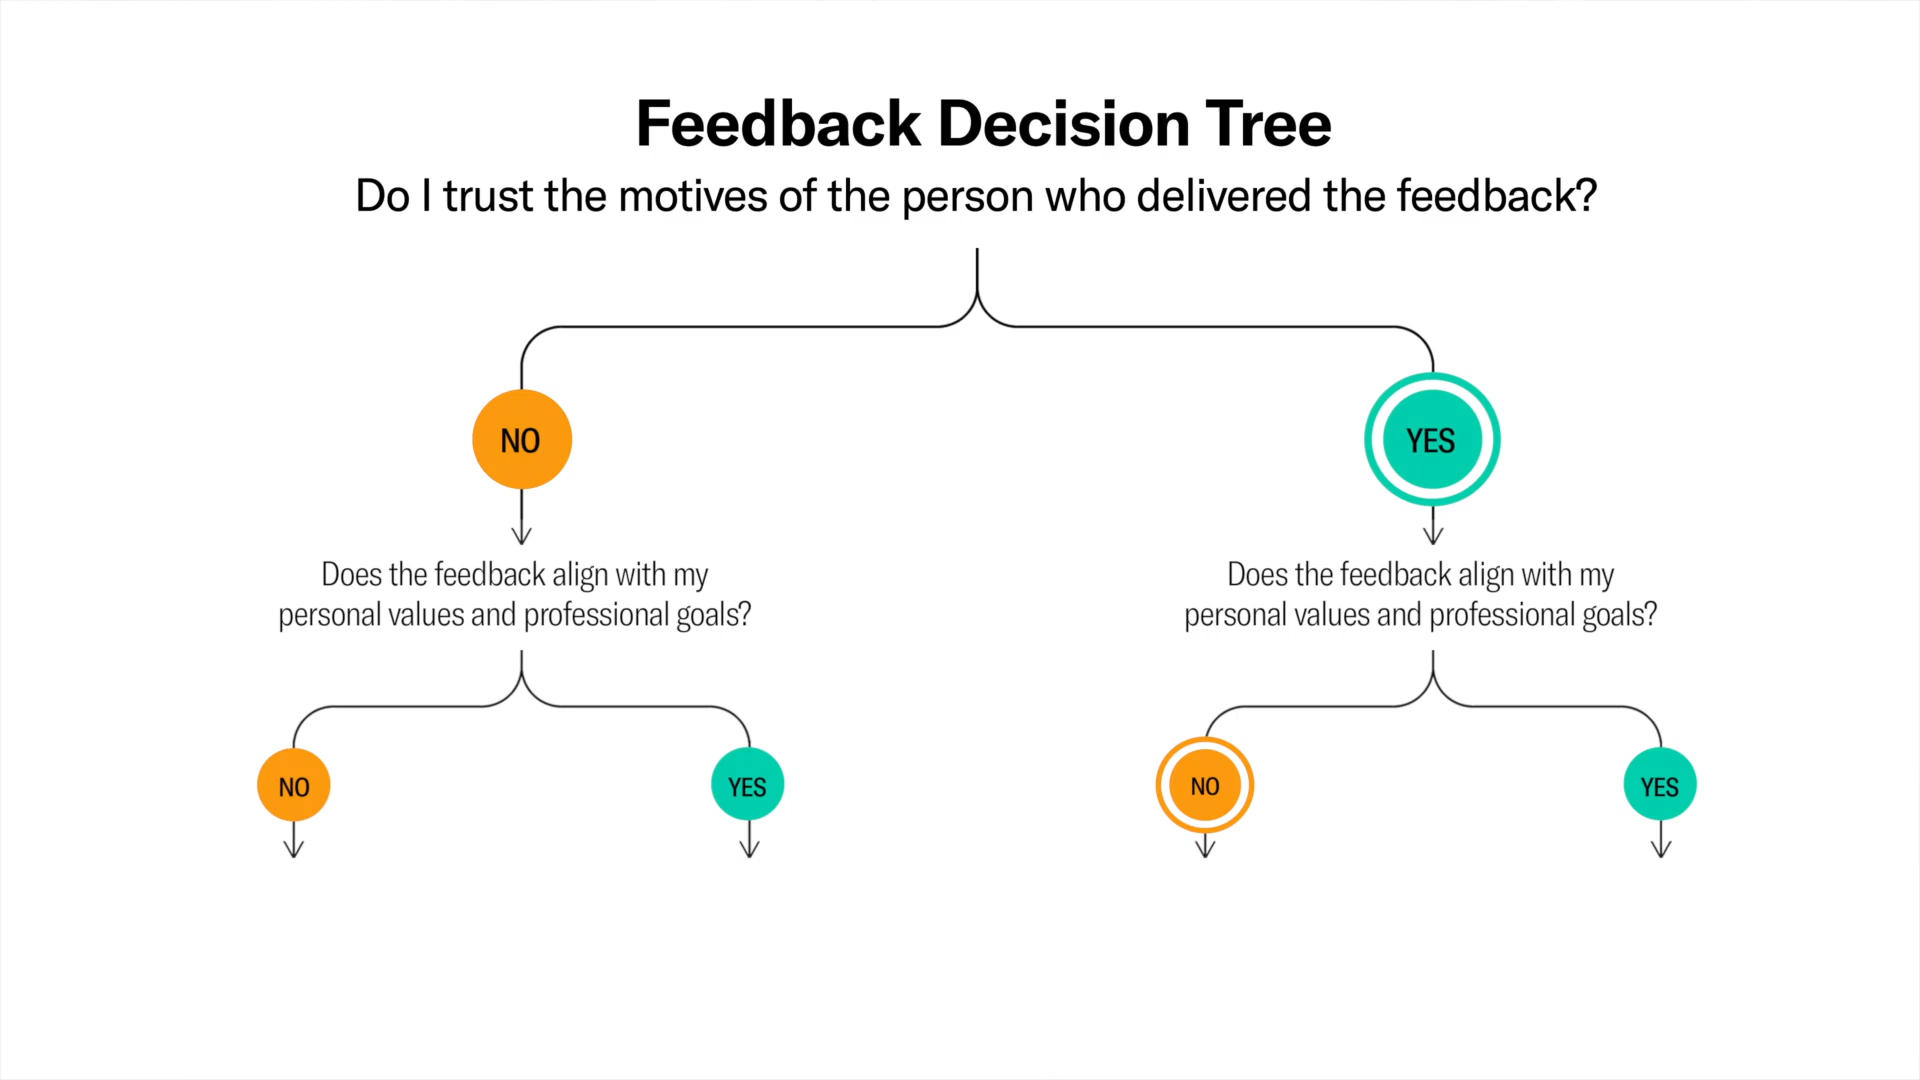 Feedback Decision Tree
Do I trust the motives of the person who delivered the feedback?
NO
YES
Does the feedback align with my
personal values and professional goals?
Does the feedback align with my
personal values and professional goals?
NO
YES
NO
YES